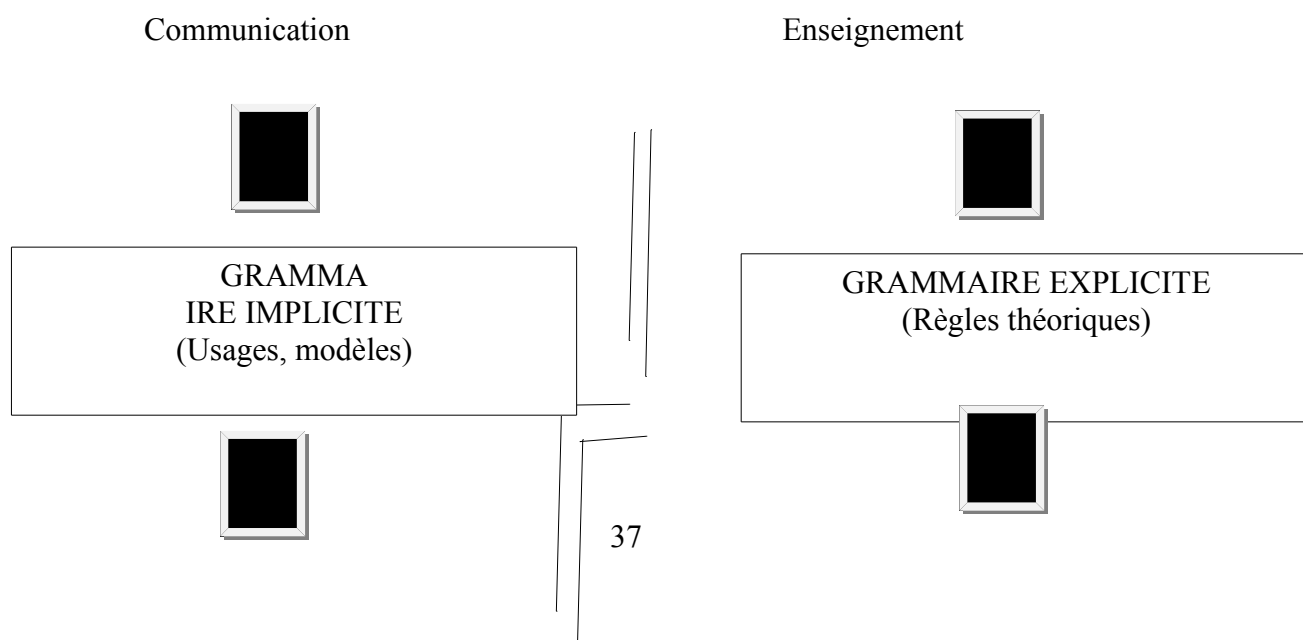 Communication
Enseignement
GRAMMA
IRE IMPLICITE
(Usages, modèles)
GRAMMAIRE EXPLICITE
(Règles théoriques)
37